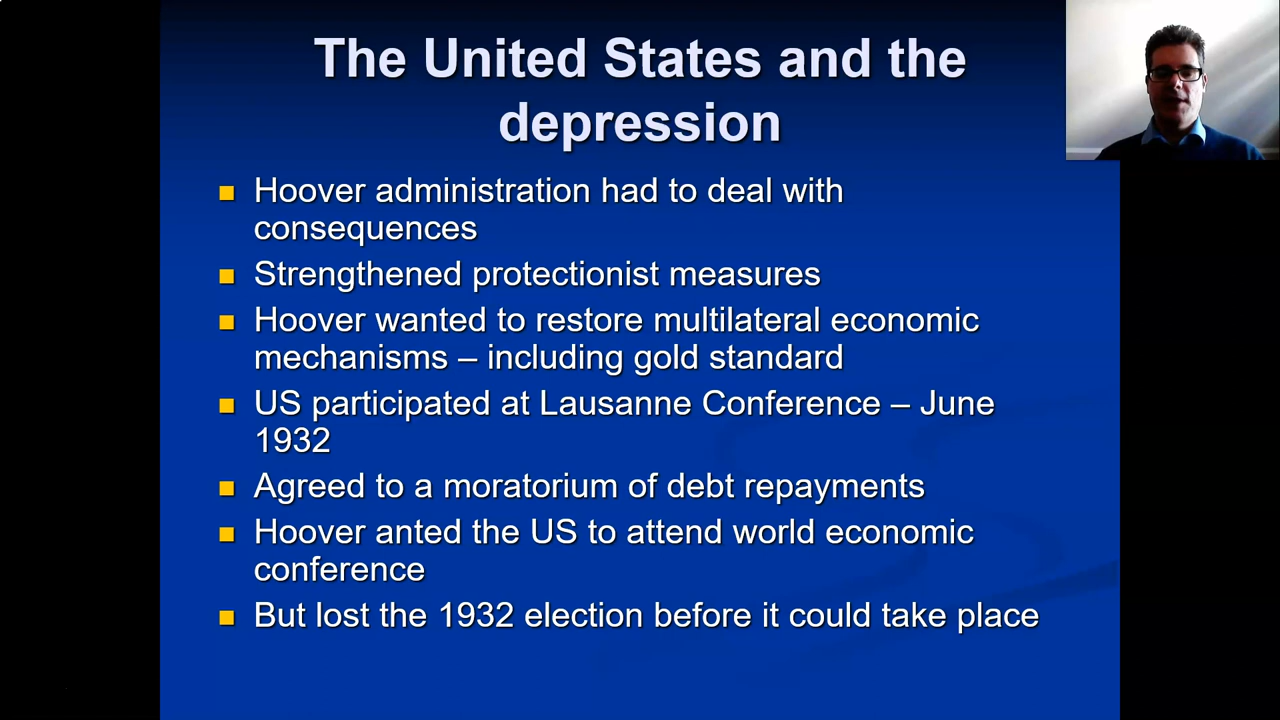 The United States and the
depression
Hoover administration had to deal with
consequences
Strengthened protectionist measures
Hoover wanted to restore multilateral economic
mechanisms – including gold standard
US participated at Lausanne Conference – June
1932
Agreed to a moratorium of debt repayments
Hoover anted the US to attend world economic
conference
But lost the 1932 election before it could take place